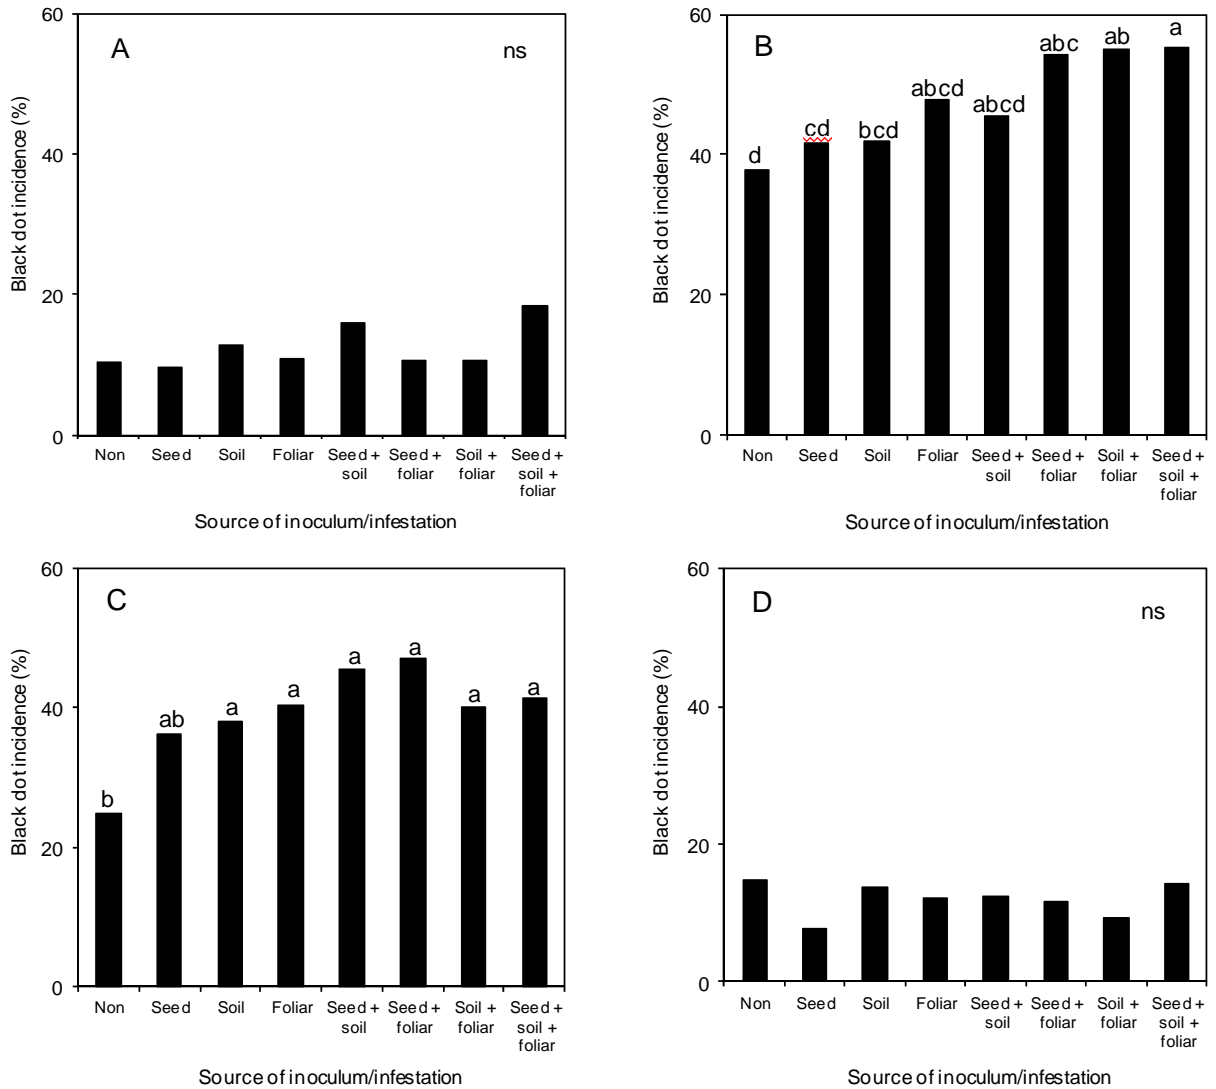 60
A
ns
40
20
0
Black dot incidence (%)
Non Seed Soil Foliar Seed + Seed + Soil + Seed +
soil foliar foliar soil +
foliar
Source of inoculum/infestation
60
B
d
cd
bcd
abcd
abcd
abc
ab
a
40
20
0
Black dot incidence (%)
Non Seed Soil Foliar Seed + Seed + Soil + Seed +
soil foliar foliar soil +
foliar
Source of inoculum/infestation
60
C
b
ab
a
a
a
a
a
a
40
20
0
Black dot incidence (%)
Non Seed Soil Foliar Seed + Seed + Soil + Seed +
soil foliar foliar soil +
foliar
Source of inoculum/infestation
60
D
ns
40
20
0
Black dot incidence (%)
Non Seed Soil Foliar Seed + Seed + Soil + Seed +
soil foliar foliar soil +
foliar
Source of inoculum/infestation